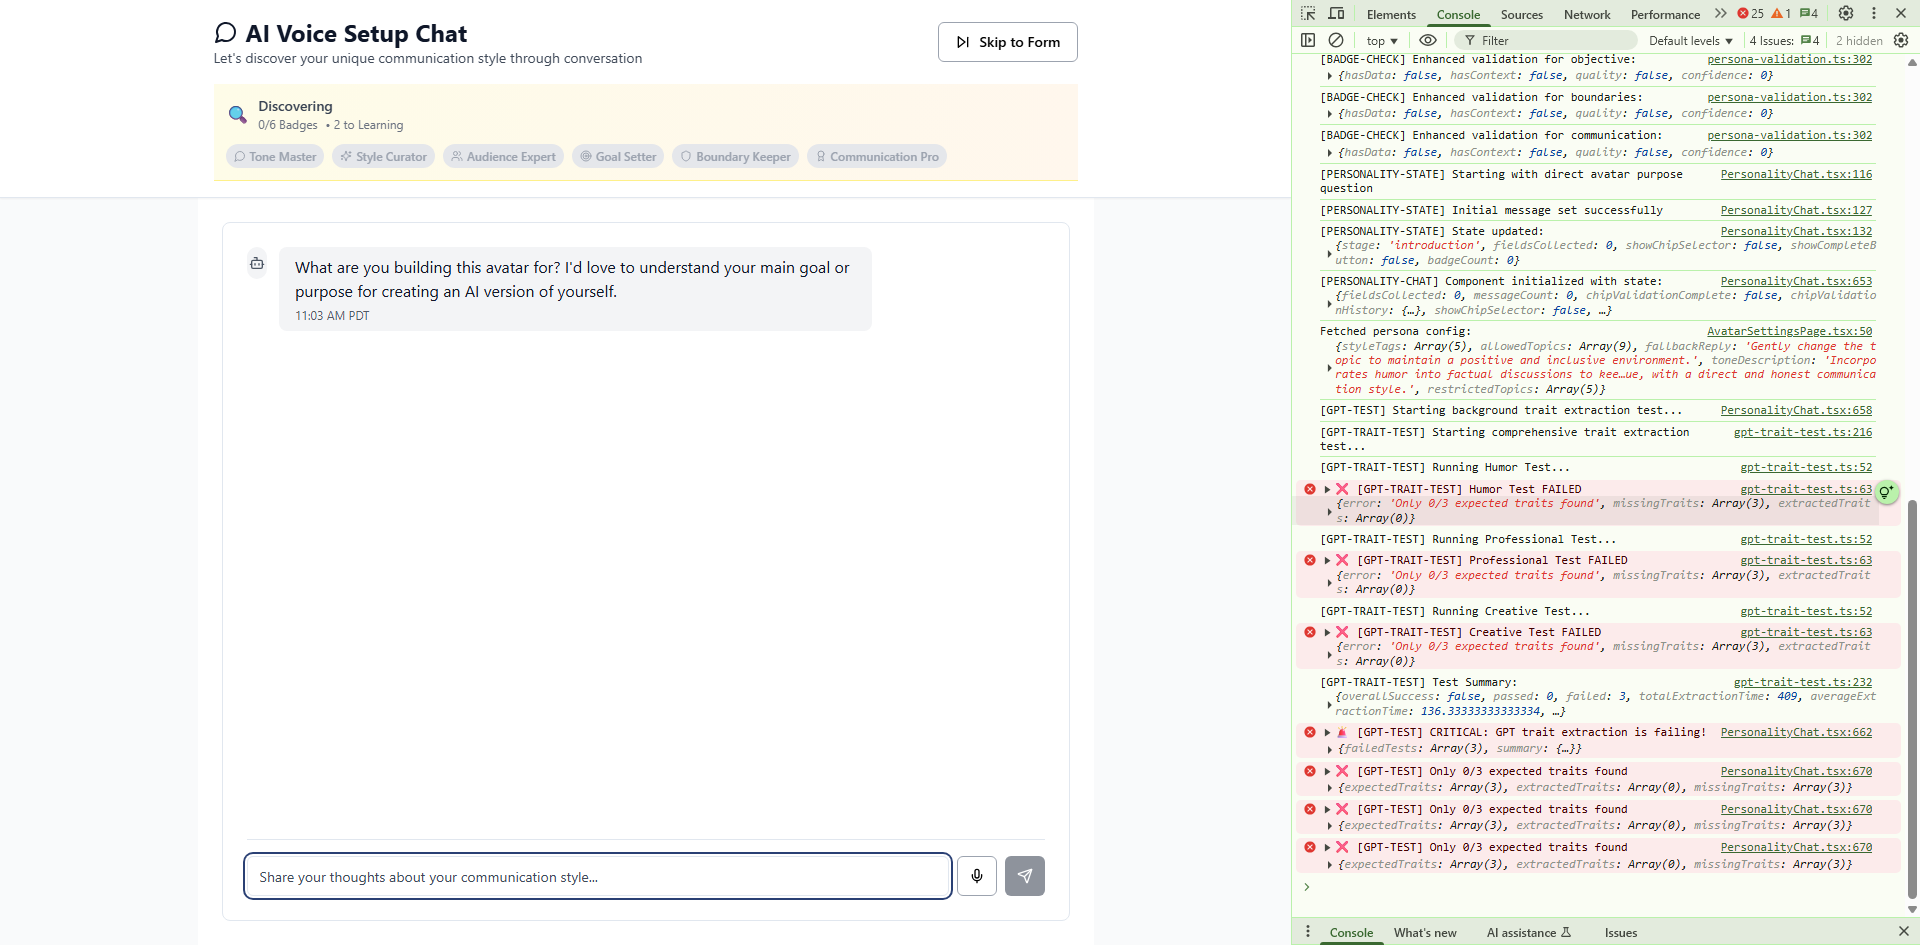 AI Voice Setup Chat
Let's discover your unique communication style through conversation
Skip to Form
Discovering
0/6 Badges • 2 to Learning
Tone Master
Style Curator
Audience Expert
Goal Setter
Boundary Keeper
Communication Pro
What are you building this avatar for? I'd love to understand your main goal or
purpose for creating an AI version of yourself.
11:03 AM PDT
Share your thoughts about your communication style...
Elements Console Sources Network Performance 25 1 4
top Filter Default levels 4 Issues: 4 2 hidden
[BADGE-CHECK] Enhanced validation for objective: persona-validation.ts:302
{hasData: false, hasContext: false, quality: false, confidence: 0}
[BADGE-CHECK] Enhanced validation for boundaries: persona-validation.ts:302
{hasData: false, hasContext: false, quality: false, confidence: 0}
[BADGE-CHECK] Enhanced validation for communication: persona-validation.ts:302
{hasData: false, hasContext: false, quality: false, confidence: 0}
[PERSONALITY-STATE] Starting with direct avatar purpose PersonalityChat.tsx:116
question
[PERSONALITY-STATE] Initial message set successfully PersonalityChat.tsx:127
[PERSONALITY-STATE] State updated: PersonalityChat.tsx:132
{stage: 'introduction', fieldsCollected: 0, showChipSelector: false, showCompleteB
utton: false, badgeCount: 0}
[PERSONALITY-CHAT] Component initialized with state: PersonalityChat.tsx:653
{fieldsCollected: 0, messageCount: 0, chipValidationComplete: false, chipValidatio
nHistory: {…}, showChipSelector: false, …}
Fetched persona config: AvatarSettingsPage.tsx:50
{styleTags: Array(5), allowedTopics: Array(9), fallbackReply: 'Gently change the t
opic to maintain a positive and inclusive environment.', toneDescription: 'Incorpo
rates humor into factual discussions to kee…ue, with a direct and honest communica
tion style.', restrictedTopics: Array(5)}
[GPT-TEST] Starting background trait extraction test... PersonalityChat.tsx:658
[GPT-TRAIT-TEST] Starting comprehensive trait extraction gpt-trait-test.ts:216
test...
[GPT-TRAIT-TEST] Running Humor Test... gpt-trait-test.ts:52
❌ [GPT-TRAIT-TEST] Humor Test FAILED gpt-trait-test.ts:63
{error: 'Only 0/3 expected traits found', missingTraits: Array(3), extractedTrait
s: Array(0)}
[GPT-TRAIT-TEST] Running Professional Test... gpt-trait-test.ts:52
❌ [GPT-TRAIT-TEST] Professional Test FAILED gpt-trait-test.ts:63
{error: 'Only 0/3 expected traits found', missingTraits: Array(3), extractedTrait
s: Array(0)}
[GPT-TRAIT-TEST] Running Creative Test... gpt-trait-test.ts:52
❌ [GPT-TRAIT-TEST] Creative Test FAILED gpt-trait-test.ts:63
{error: 'Only 0/3 expected traits found', missingTraits: Array(3), extractedTrait
s: Array(0)}
[GPT-TRAIT-TEST] Test Summary: gpt-trait-test.ts:232
{overallSuccess: false, passed: 0, failed: 3, totalExtractionTime: 409, averageExt
ractionTime: 136.33333333333334, …}
🚨 [GPT-TEST] CRITICAL: GPT trait extraction is failing! PersonalityChat.tsx:662
{failedTests: Array(3), summary: {…}}
❌ [GPT-TEST] Only 0/3 expected traits found PersonalityChat.tsx:670
{expectedTraits: Array(3), extractedTraits: Array(0), missingTraits: Array(3)}
❌ [GPT-TEST] Only 0/3 expected traits found PersonalityChat.tsx:670
{expectedTraits: Array(3), extractedTraits: Array(0), missingTraits: Array(3)}
❌ [GPT-TEST] Only 0/3 expected traits found PersonalityChat.tsx:670
{expectedTraits: Array(3), extractedTraits: Array(0), missingTraits: Array(3)}
Console What's new AI assistance Issues